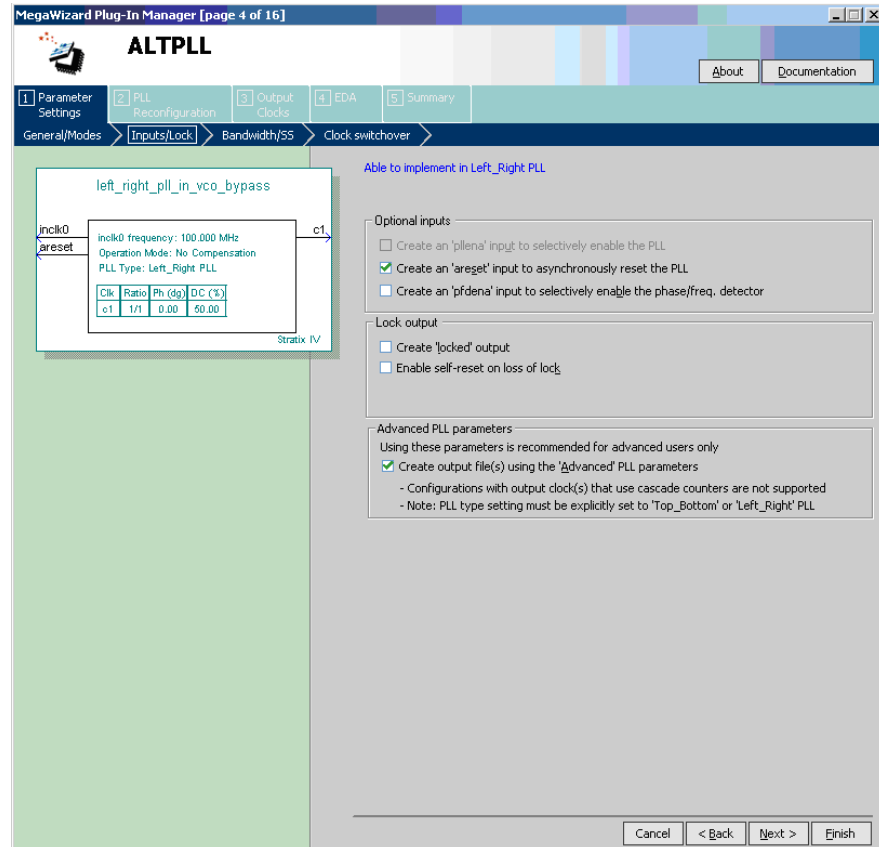 MegaWizard Plug-In Manager [page 4 of 16]
ALTPLL
About
Documentation
1 Parameter Settings
2 PLL Reconfiguration
3 Output Clocks
4 EDA
5 Summary
General/Modes
Inputs/Lock
Bandwidth/SS
Clock switchover
left_right_pll_in_vco_bypass
inclk0
areset
c1
inclk0 frequency: 100.000 MHz
Operation Mode: No Compensation
PLL Type: Left_Right PLL
Clk Ratio Ph (dg) DC (%)
c1 1/1 0.00 50.00
Stratix IV
Able to implement in Left_Right PLL
Optional inputs
Create an 'pllena' input to selectively enable the PLL
Create an 'areset' input to asynchronously reset the PLL
Create an 'pfdena' input to selectively enable the phase/freq. detector
Lock output
Create 'locked' output
Enable self-reset on loss of lock
Advanced PLL parameters
Using these parameters is recommended for advanced users only
Create output file(s) using the 'Advanced' PLL parameters
- Configurations with output clock(s) that use cascade counters are not supported
- Note: PLL type setting must be explicitly set to 'Top_Bottom' or 'Left_Right' PLL
Cancel
< Back
Next >
Finish